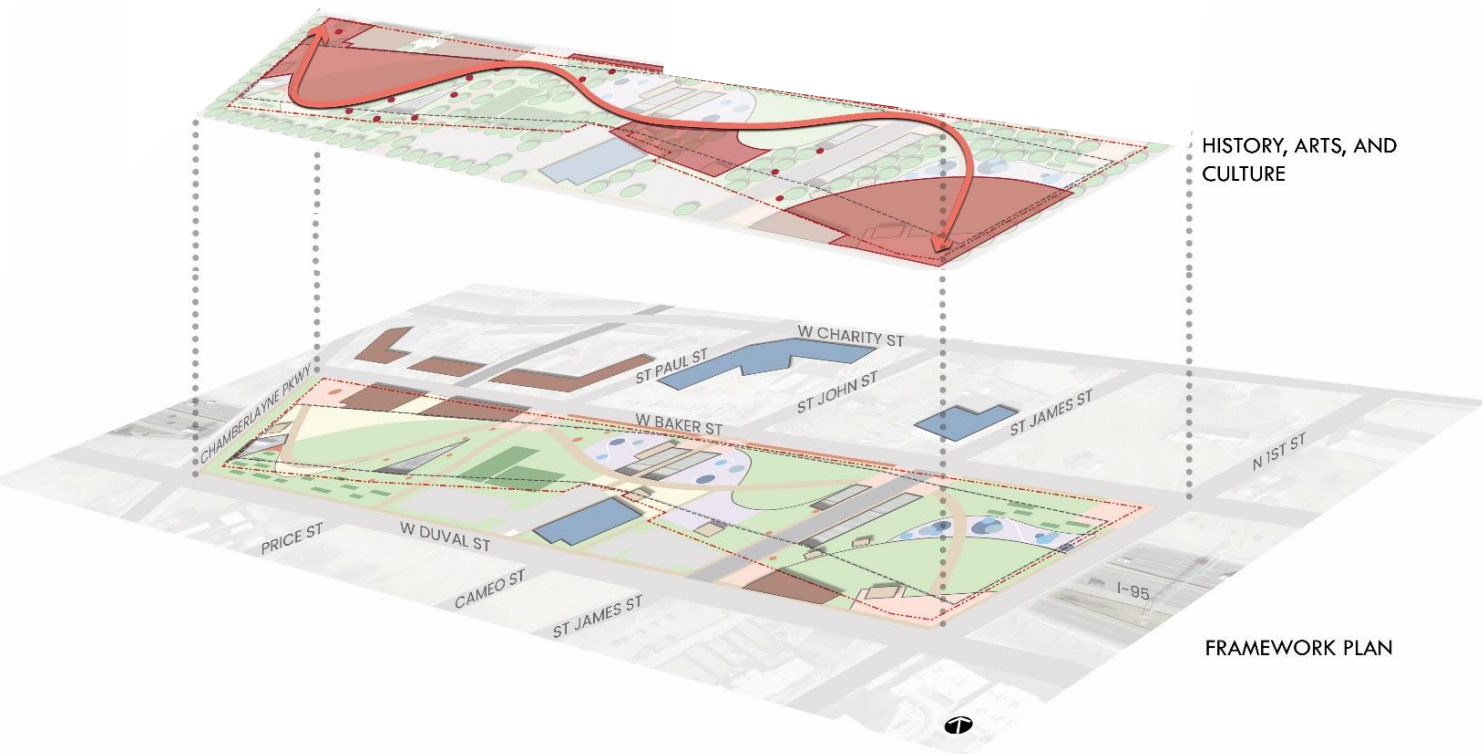 HISTORY, ARTS, AND
CULTURE
W CHARITY ST
ST PAUL ST
ST JOHN ST
CHAMBERLAYNE PKWY
ST JAMES ST
W BAKER ST
N 1ST ST
PRICE ST
W DUVAL ST
CAMEO ST
I-95
ST JAMES ST
FRAMEWORK PLAN